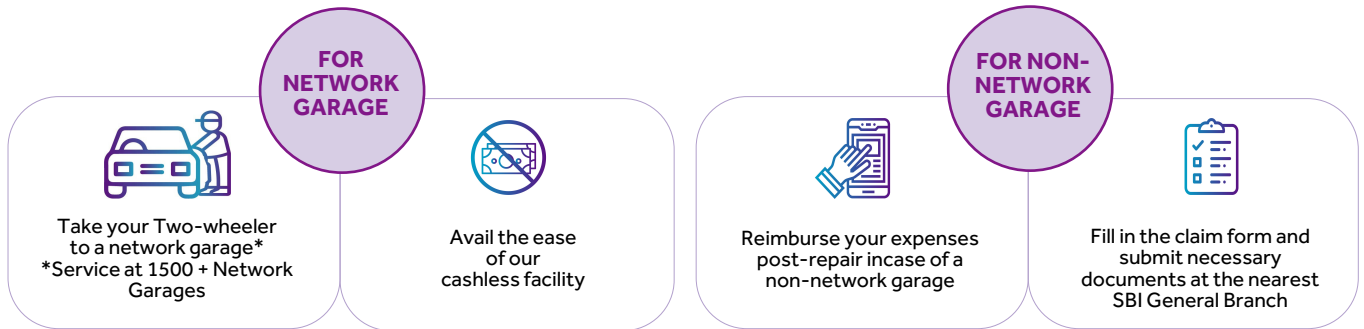 FOR
NETWORK
GARAGE
Take your Two-wheeler
to a network garage*
*Service at 1500 + Network
Garages
Avail the ease
of our
cashless facility
FOR NON-
NETWORK
GARAGE
Reimburse your expenses
post-repair incase of a
non-network garage
Fill in the claim form and
submit necessary
documents at the nearest
SBI General Branch